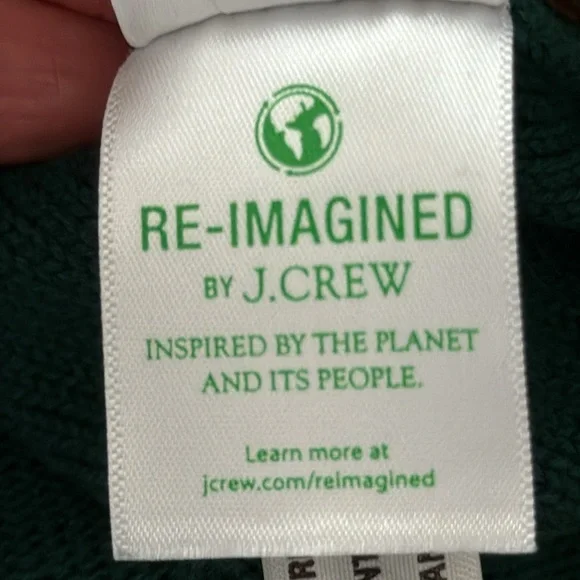 RE-IMAGINED
BY J.CREW
INSPIRED BY THE PLANET
AND ITS PEOPLE.
Learn more at
jcrew.com/reimagined